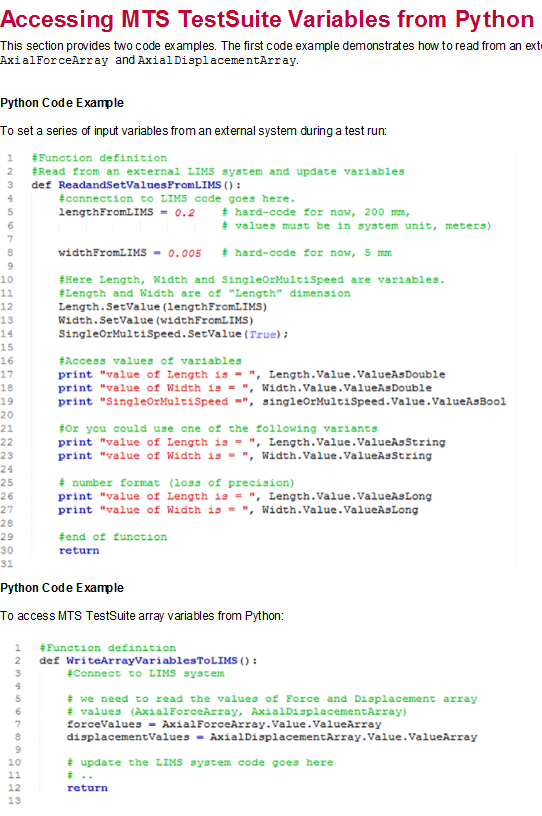 Accessing MTS TestSuite Variables from Python
This section provides two code examples. The first code example demonstrates how to read from an ext
AxialForceArray and AxialDisplacementArray.
Python Code Example
To set a series of input variables from an external system during a test run:
1 #Function definition
2 #Read from an external LIMS system and update variables
3 def ReadandSetValuesFromLIMS():
4 #connection to LIMS code goes here.
5 lengthFromLIMS = 0.2 # hard-code for now, 200 mm,
6 # values must be in system unit, meters)
7
8 widthFromLIMS = 0.005 # hard-code for now, 5 mm
9
10 #Here Length, Width and SingleOrMultiSpeed are variables.
11 #Length and Width are of "Length" dimension
12 Length.SetValue(lengthFromLIMS)
13 Width.SetValue(widthFromLIMS)
14 SingleOrMultiSpeed.SetValue(True);
15
16 #Access values of variables
17 print "value of Length is = ", Length.Value.ValueAsDouble
18 print "value of Width is = ", Width.Value.ValueAsDouble
19 print "SingleOrMultiSpeed =", singleOrMultiSpeed.Value.ValueAsBool
20
21 #Or you could use one of the following variants
22 print "value of Length is = ", Length.Value.ValueAsString
23 print "value of Width is = ", Width.Value.ValueAsString
24
25 # number format (loss of precision)
26 print "value of Length is = ", Length.Value.ValueAsLong
27 print "value of Width is = ", Width.Value.ValueAsLong
28
29 #end of function
30 return
31
Python Code Example
To access MTS TestSuite array variables from Python:
1 #Function definition
2 def WriteArrayVariablesToLIMS():
3 #Connect to LIMS system
4
5 # we need to read the values of Force and Displacement array
6 # values (AxialForceArray, AxialDisplacementArray)
7 forceValues = AxialForceArray.Value.ValueArray
8 displacementValues = AxialDisplacementArray.Value.ValueArray
9
10 # update the LIMS system code goes here
11 # ..
12 return
13